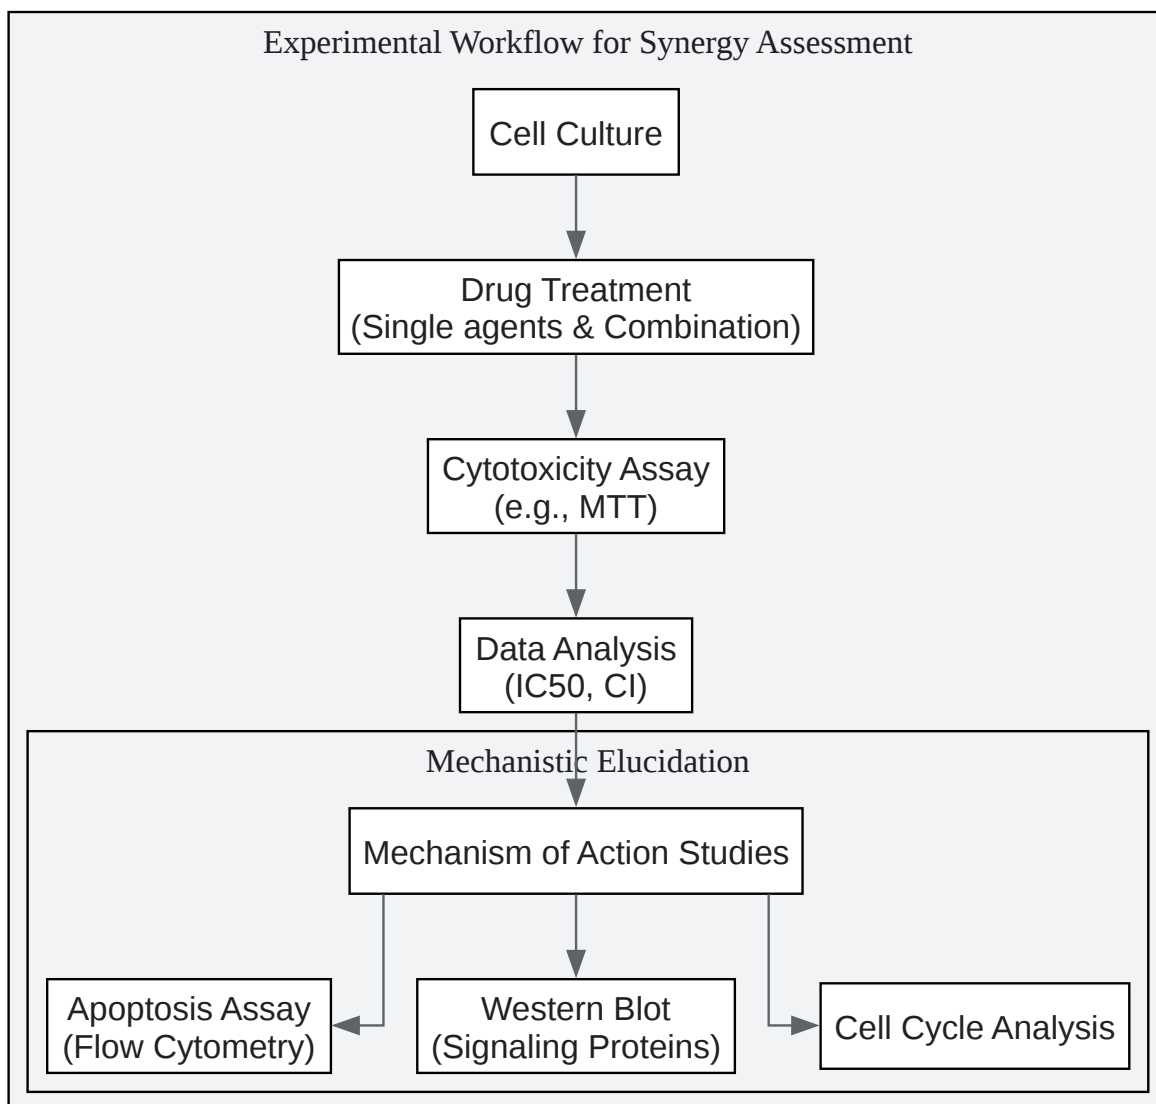 Experimental Workflow for Synergy Assessment
Cell Culture
Drug Treatment
(Single agents & Combination)
Cytotoxicity Assay
(e.g., MTT)
Data Analysis
(IC50, CI)
Mechanistic Elucidation
Mechanism of Action Studies
Apoptosis Assay
(Flow Cytometry)
Western Blot
(Signaling Proteins)
Cell Cycle Analysis